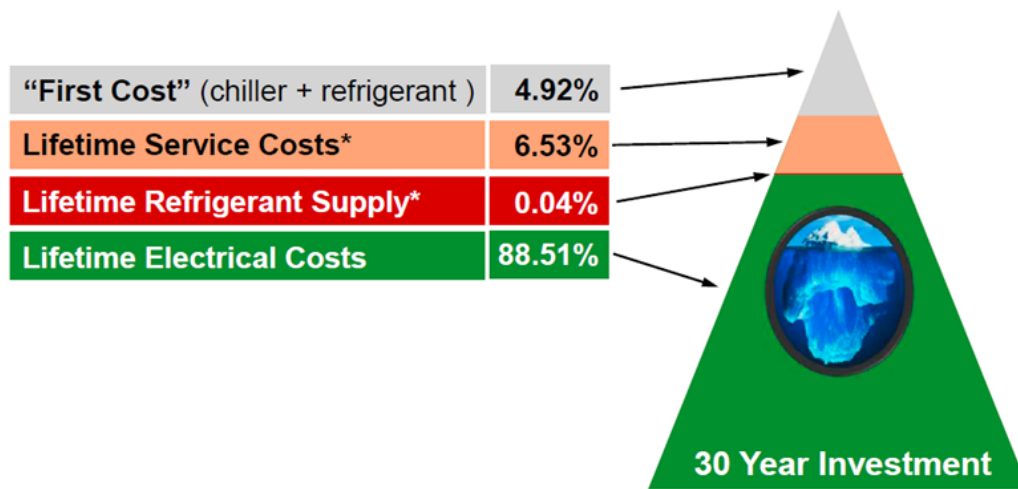 “First Cost” (chiller + refrigerant ) 4.92%
Lifetime Service Costs* 6.53%
Lifetime Refrigerant Supply* 0.04%
Lifetime Electrical Costs 88.51%
30 Year Investment